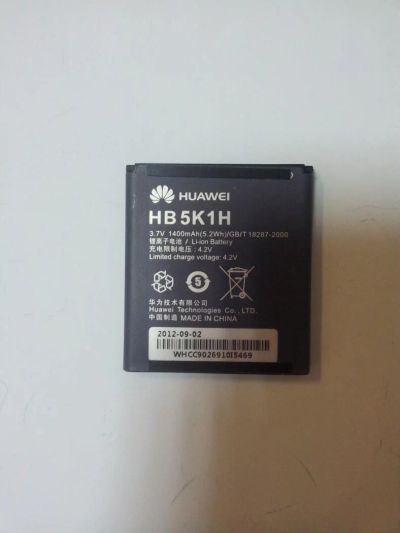 HUAWEI
HB5K1H
3.7V 1400mAh(5.2Wh)/GB/T 18287-2000
锂离子电池 / Li-ion Battery
充电限制电压:4.2V
Limited charge voltage: 4.2V
5
华为技术有限公司
Huawei Technologies Co., Ltd.
中国制造 MADE IN CHINA
2012-09-02
WHCC902691015469